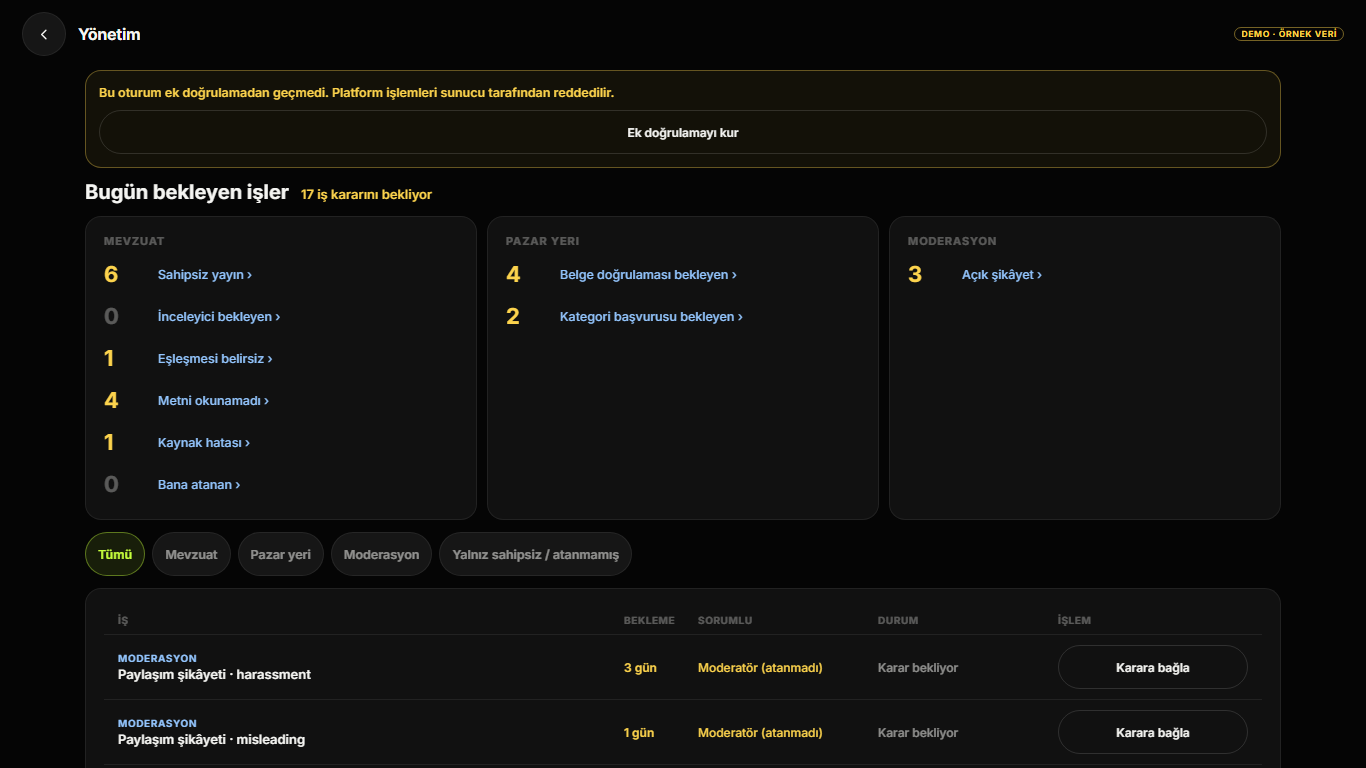 Yönetim
DEMO · ÖRNEK VERİ
Bu oturum ek doğrulamadan geçmedi. Platform işlemleri sunucu tarafından reddedilir.
Ek doğrulamayı kur
Bugün bekleyen işler 17 iş kararını bekliyor
MEVZUAT
6 Sahipsiz yayın ›
0 İnceleyici bekleyen ›
1 Eşleşmesi belirsiz ›
4 Metni okunamadı ›
1 Kaynak hatası ›
0 Bana atanan ›
PAZAR YERI
4 Belge doğrulaması bekleyen ›
2 Kategori başvurusu bekleyen ›
MODERASYON
3 Açık şikâyet ›
Tümü Mevzuat Pazar yeri Moderasyon Yalnız sahipsiz / atanmamış
İŞ BEKLEME SORUMLU DURUM İŞLEM
MODERASYON
Paylaşım şikâyeti · harassment 3 gün Moderatör (atanmadı) Karar bekliyor Karara bağla
MODERASYON
Paylaşım şikâyeti · misleading 1 gün Moderatör (atanmadı) Karar bekliyor Karara bağla